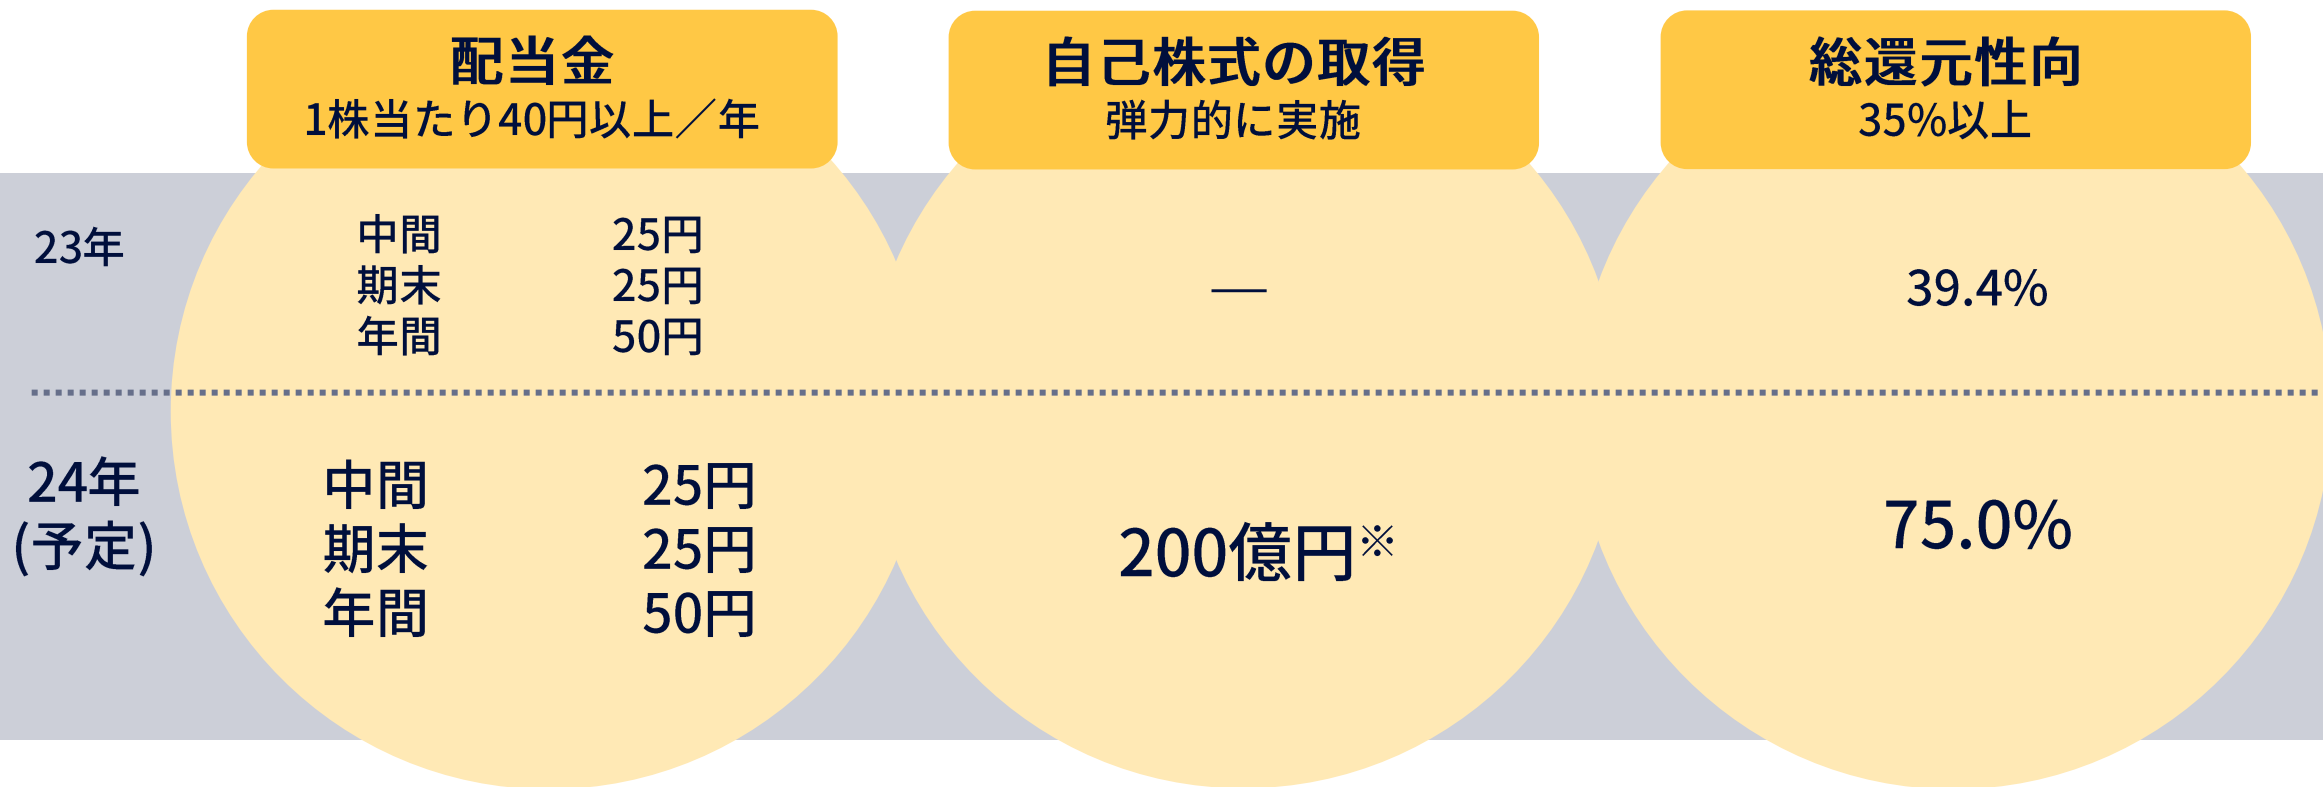 配当金
1株当たり40円以上／年
自己株式の取得
弾力的に実施
総還元性向
35%以上
23年
中間 25円
期末 25円
年間 50円
—
39.4%
24年
(予定)
中間 25円
期末 25円
年間 50円
200億円※
75.0%